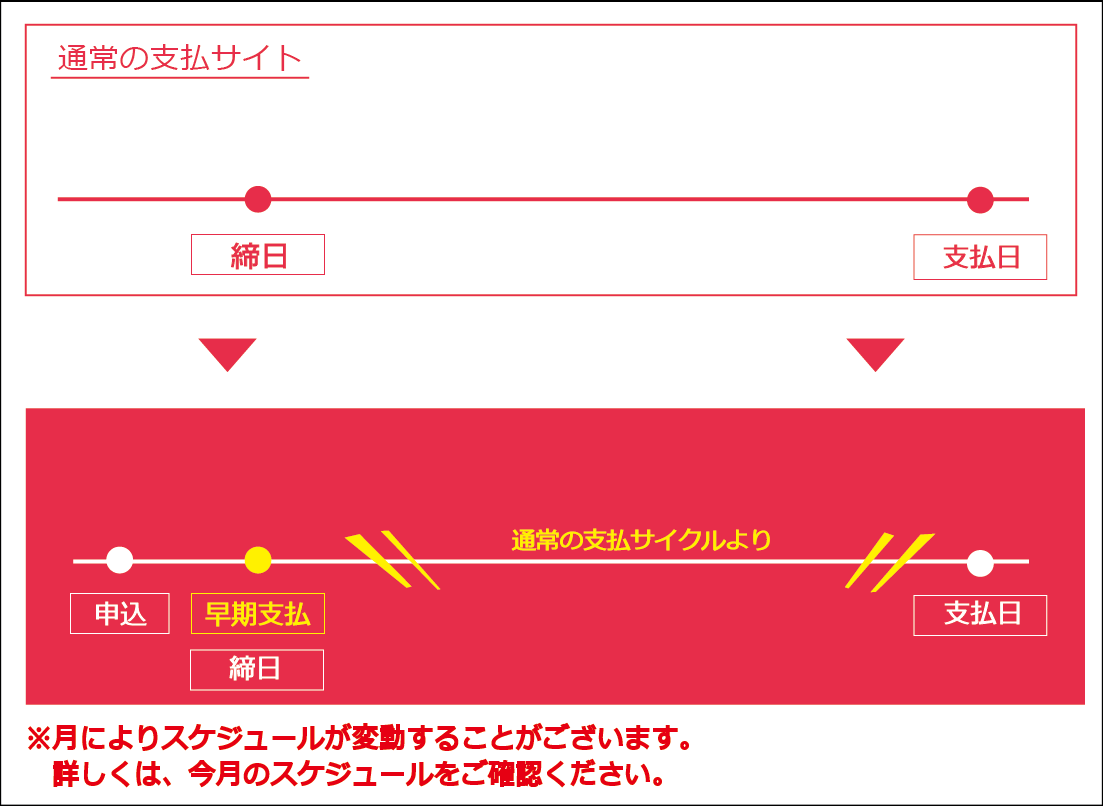 通常の支払サイト
締日
支払日
通常の支払サイクルより
申込
早期支払
支払日
締日
※月によりスケジュールが変動することがございます。
詳しくは、今月のスケジュールをご確認ください。